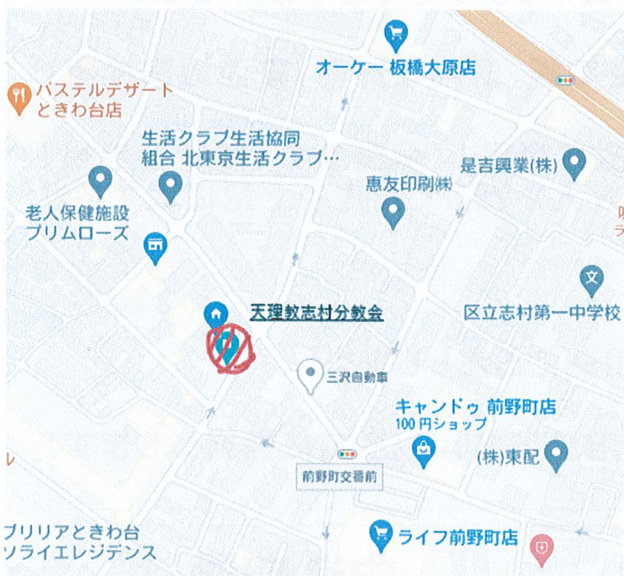 オーケー 板橋大原店
パステルデザート
ときわ台店
生活クラブ生活協同
組合 北東京生活クラブ…
是吉興業(株)
惠友印刷㈱
老人保健施設
プリムローズ
天理教志村分教会
文
区立志村第一中学校
三沢自動車
キャンドゥ 前野町店
100円ショップ
(株)東配
前野町交番前
ル
ブリリアときわ台
ソライエレジデンス
ライフ前野町店